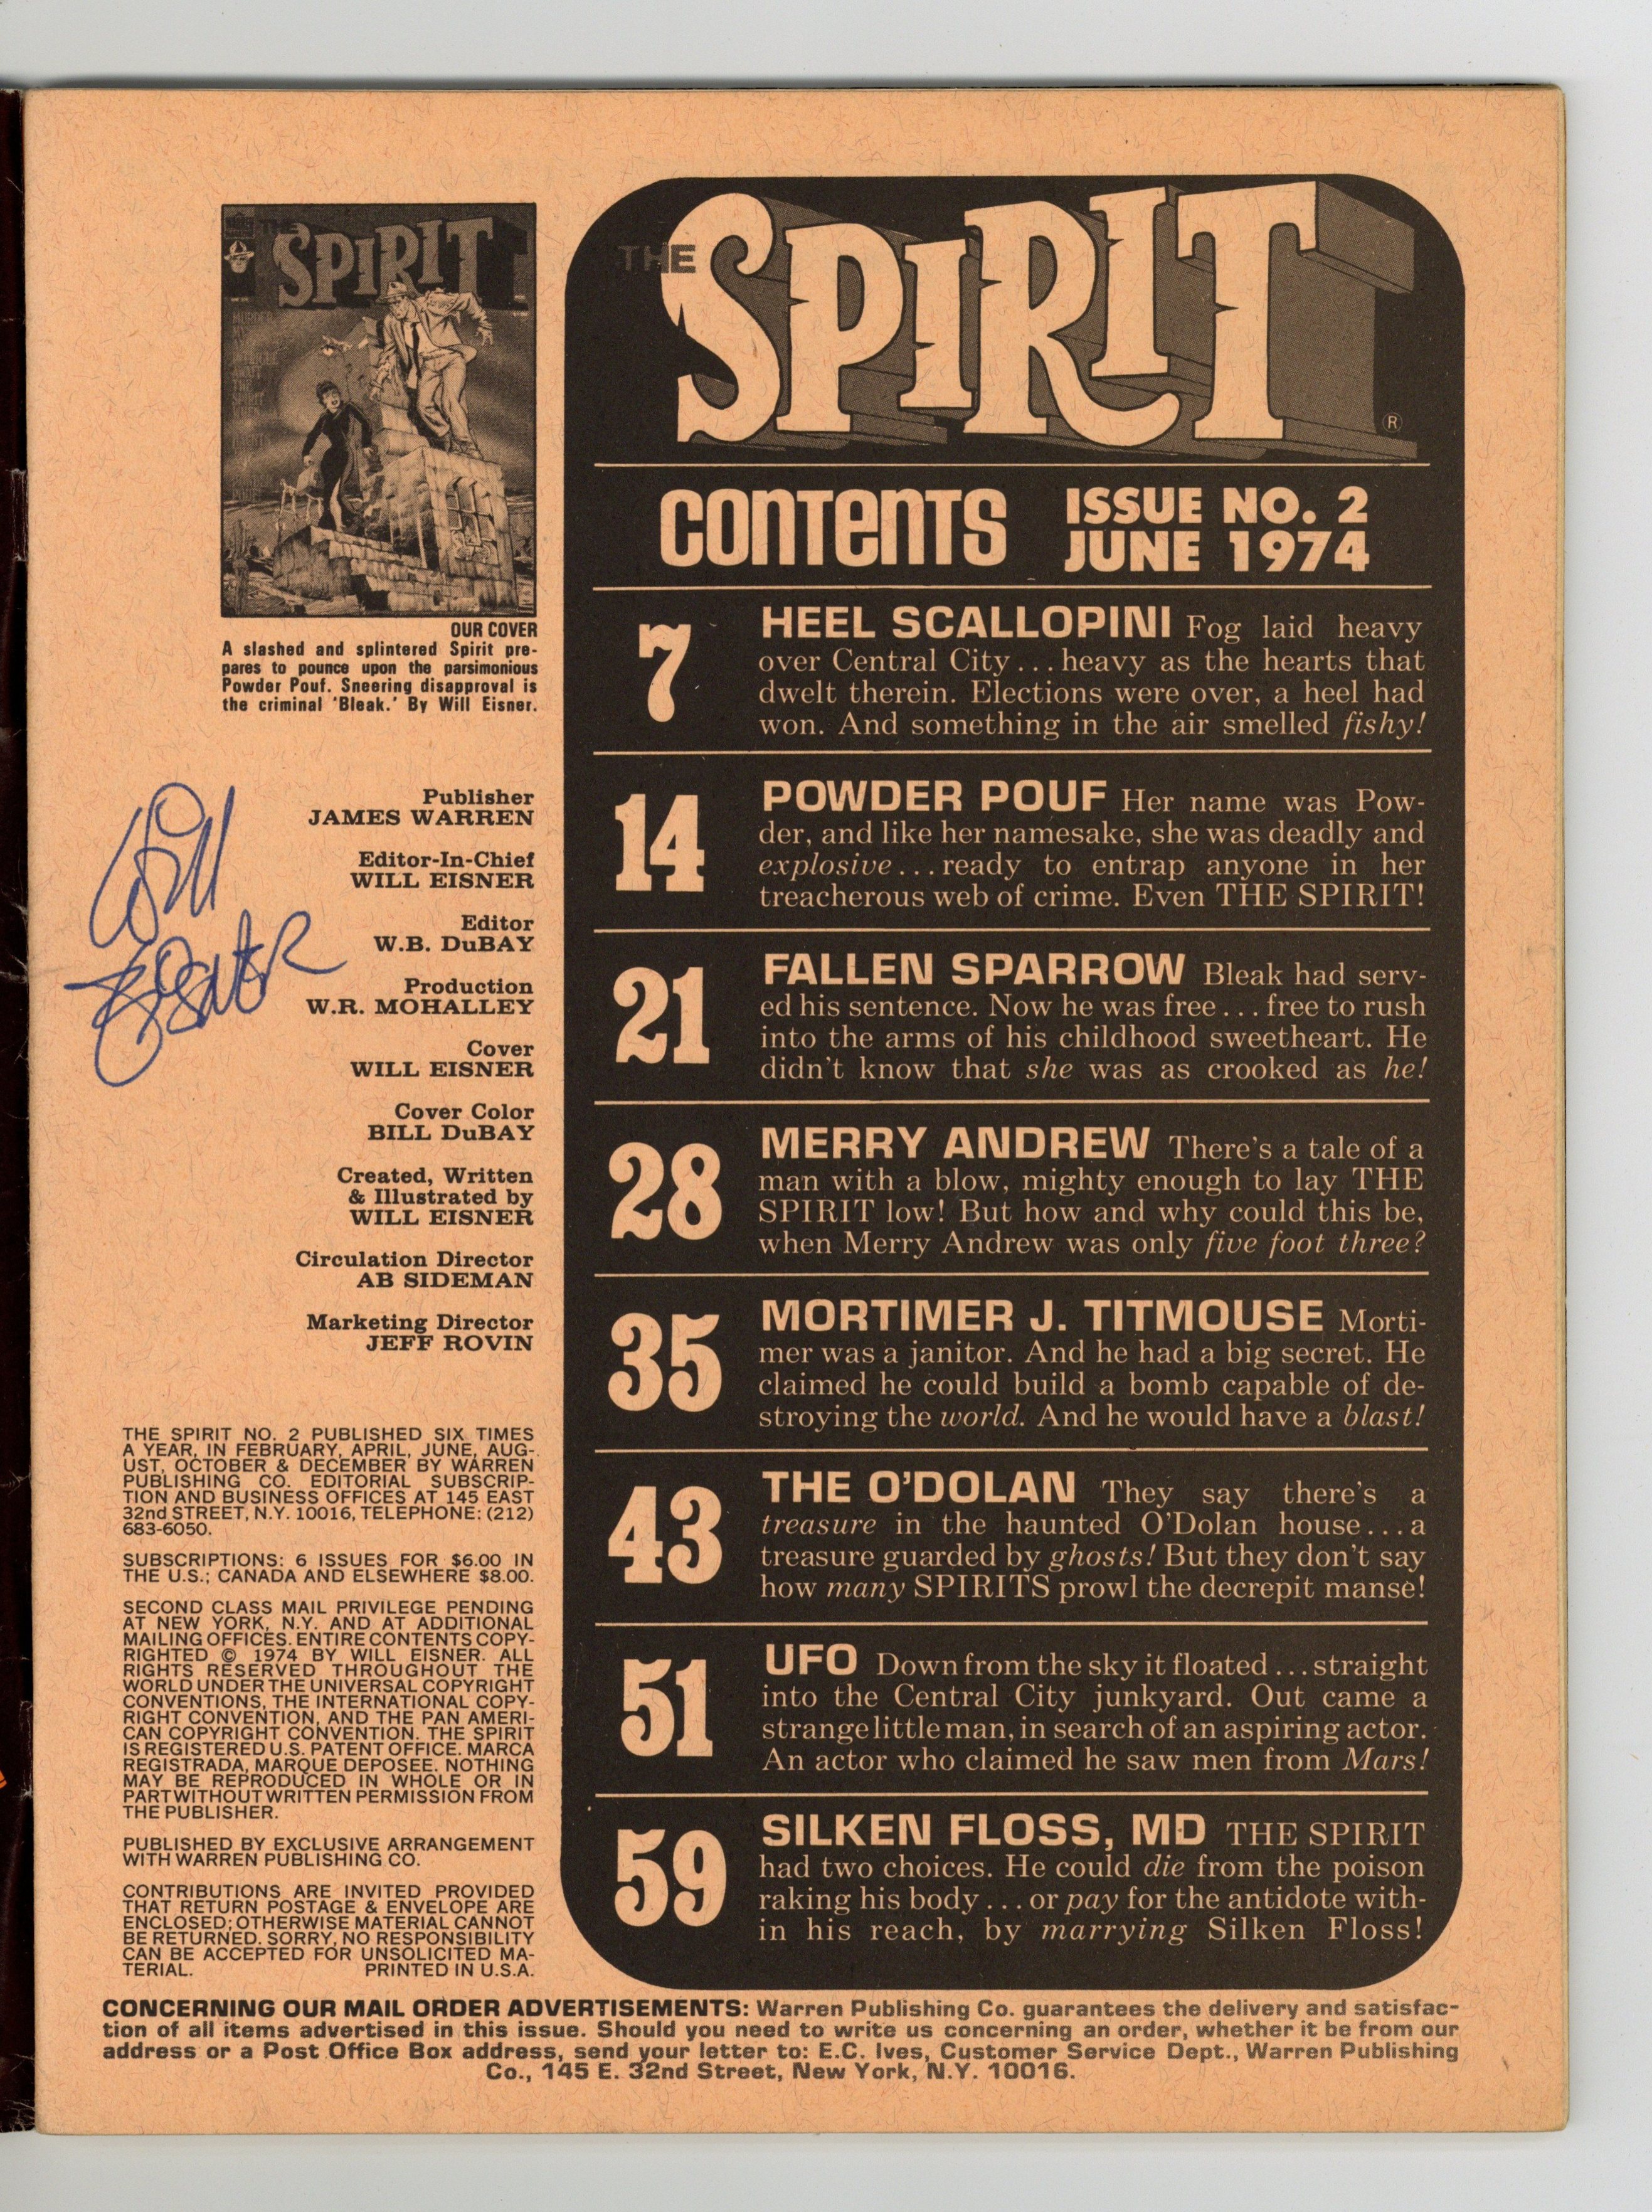 THE
SPIRIT
OUR COVER
A slashed and splintered Spirit pre-
pares to pounce upon the parsimonious
Powder Pouf. Sneering disapproval is
the criminal 'Bleak.' By Will Eisner.
Will
Eisner
Publisher
JAMES WARREN
Editor-In-Chief
WILL EISNER
Editor
W.B. DuBAY
Production
W.R. MOHALLEY
Cover
WILL EISNER
Cover Color
BILL DuBAY
Created, Written
& Illustrated by
WILL EISNER
Circulation Director
AB SIDEMAN
Marketing Director
JEFF ROVIN
THE SPIRIT NO. 2 PUBLISHED SIX TIMES
A YEAR, IN FEBRUARY, APRIL, JUNE, AUG-
UST, OCTOBER & DECEMBER BY WARREN
PUBLISHING CO. EDITORIAL SUBSCRIP-
TION AND BUSINESS OFFICES AT 145 EAST
32nd STREET, N.Y. 10016, TELEPHONE: (212)
683-6050.
SUBSCRIPTIONS: 6 ISSUES FOR $6.00 IN
THE U.S.; CANADA AND ELSEWHERE $8.00.
SECOND CLASS MAIL PRIVILEGE PENDING
AT NEW YORK, N.Y. AND AT ADDITIONAL
MAILING OFFICES. ENTIRE CONTENTS COPY-
RIGHTED © 1974 BY WILL EISNER. ALL
RIGHTS RESERVED THROUGHOUT THE
WORLD UNDER THE UNIVERSAL COPYRIGHT
CONVENTIONS, THE INTERNATIONAL COPY-
RIGHT CONVENTION, AND THE PAN AMERI-
CAN COPYRIGHT CONVENTION. THE SPIRIT
IS REGISTERED U.S. PATENT OFFICE. MARCA
REGISTRADA, MARQUE DEPOSEE. NOTHING
MAY BE REPRODUCED IN WHOLE OR IN
PART WITHOUT WRITTEN PERMISSION FROM
THE PUBLISHER.
PUBLISHED BY EXCLUSIVE ARRANGEMENT
WITH WARREN PUBLISHING CO.
CONTRIBUTIONS ARE INVITED PROVIDED
THAT RETURN POSTAGE & ENVELOPE ARE
ENCLOSED; OTHERWISE MATERIAL CANNOT
BE RETURNED. SORRY, NO RESPONSIBILITY
CAN BE ACCEPTED FOR UNSOLICITED MA-
TERIAL. PRINTED IN U.S.A.
THE
SPIRIT
®
CONTENTS
ISSUE NO. 2
JUNE 1974
7
HEEL SCALLOPINI Fog laid heavy
over Central City... heavy as the hearts that
dwelt therein. Elections were over, a heel had
won. And something in the air smelled fishy!
14
POWDER POUF Her name was Pow-
der, and like her namesake, she was deadly and
explosive... ready to entrap anyone in her
treacherous web of crime. Even THE SPIRIT!
21
FALLEN SPARROW Bleak had serv-
ed his sentence. Now he was free... free to rush
into the arms of his childhood sweetheart. He
didn't know that she was as crooked as he!
28
MERRY ANDREW There's a tale of a
man with a blow, mighty enough to lay THE
SPIRIT low! But how and why could this be,
when Merry Andrew was only five foot three?
35
MORTIMER J. TITMOUSE Morti-
mer was a janitor. And he had a big secret. He
claimed he could build a bomb capable of de-
stroying the world. And he would have a blast!
43
THE O'DOLAN They say there's a
treasure in the haunted O'Dolan house... a
treasure guarded by ghosts! But they don't say
how many SPIRITS prowl the decrepit manse!
51
UFO Down from the sky it floated... straight
into the Central City junkyard. Out came a
strange little man, in search of an aspiring actor.
An actor who claimed he saw men from Mars!
59
SILKEN FLOSS, MD THE SPIRIT
had two choices. He could die from the poison
raking his body... or pay for the antidote with-
in his reach, by marrying Silken Floss!
CONCERNING OUR MAIL ORDER ADVERTISEMENTS: Warren Publishing Co. guarantees the delivery and satisfac-
tion of all items advertised in this issue. Should you need to write us concerning an order, whether it be from our
address or a Post Office Box address, send your letter to: E.C. Ives, Customer Service Dept., Warren Publishing
Co., 145 E. 32nd Street, New York, N.Y. 10016.